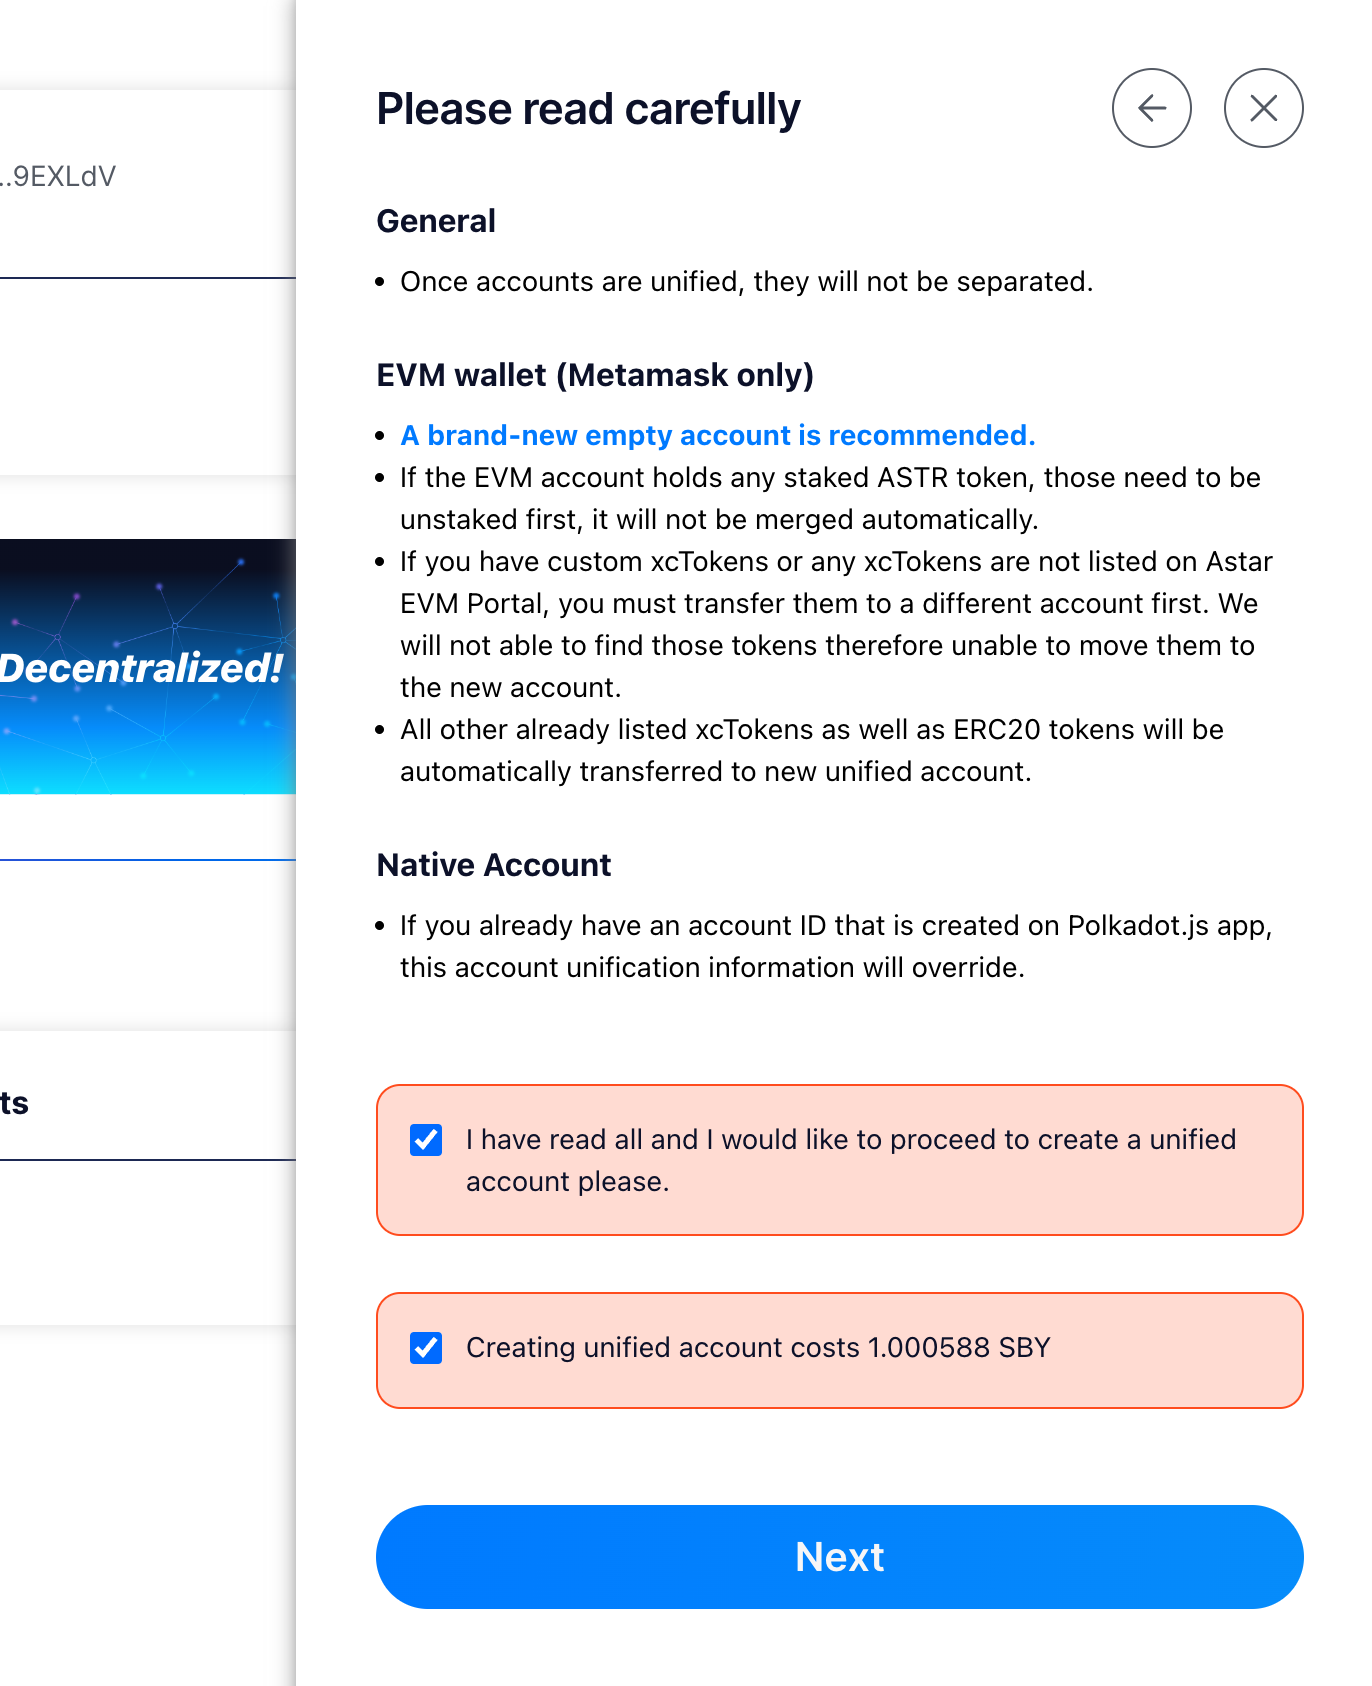 Please read carefully
..9EXLdV
General
• Once accounts are unified, they will not be separated.
EVM wallet (Metamask only)
• A brand-new empty account is recommended.
• If the EVM account holds any staked ASTR token, those need to be
unstaked first, it will not be merged automatically.
• If you have custom xcTokens or any xcTokens are not listed on Astar
EVM Portal, you must transfer them to a different account first. We
will not able to find those tokens therefore unable to move them to
the new account.
Decentralized!
• All other already listed xcTokens as well as ERC20 tokens will be
automatically transferred to new unified account.
Native Account
• If you already have an account ID that is created on Polkadot.js app,
this account unification information will override.
ts
I have read all and I would like to proceed to create a unified
account please.
Creating unified account costs 1.000588 SBY
Next